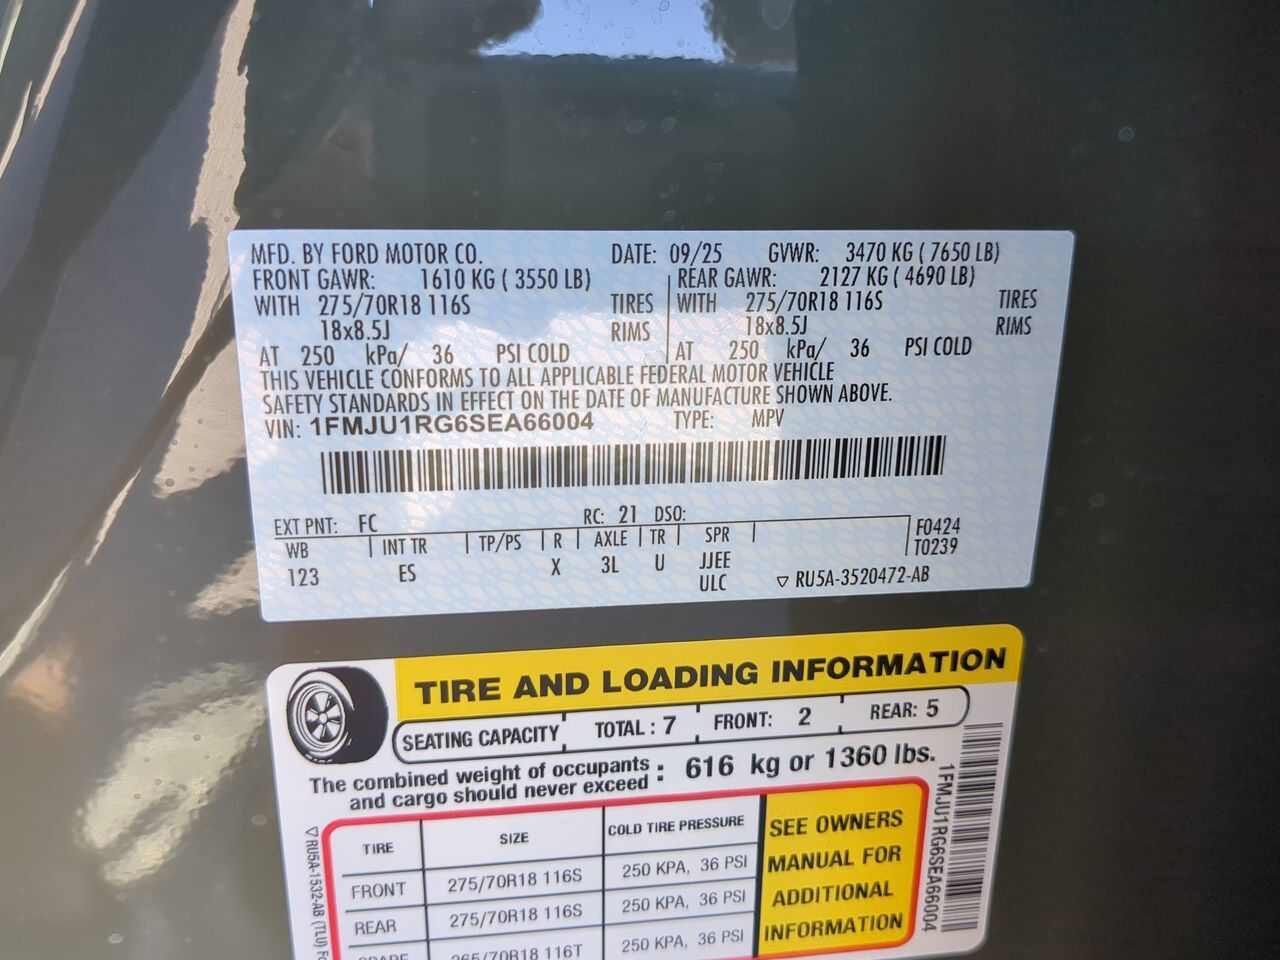 MFD. BY FORD MOTOR CO. DATE: 09/25 GVWR: 3470 KG ( 7650 LB)
FRONT GAWR: 1610 KG ( 3550 LB) REAR GAWR: 2127 KG ( 4690 LB)
WITH 275/70R18 116S TIRES WITH 275/70R18 116S TIRES
18x8.5J RIMS 18x8.5J RIMS
AT 250 kPa/ 36 PSI COLD AT 250 kPa/ 36 PSI COLD
THIS VEHICLE CONFORMS TO ALL APPLICABLE FEDERAL MOTOR VEHICLE
SAFETY STANDARDS IN EFFECT ON THE DATE OF MANUFACTURE SHOWN ABOVE.
VIN: 1FMJU1RG6SEA66004 TYPE: MPV
EXT PNT: FC RC: 21 DSO:
WB INT TR TP/PS R AXLE TR SPR F0424
T0239
123 ES X 3L U JJEE
ULC ▽ RU5A-3520472-AB
TIRE AND LOADING INFORMATION
SEATING CAPACITY TOTAL : 7 FRONT: 2 REAR: 5
The combined weight of occupants and cargo should never exceed : 616 kg or 1360 lbs.
TIRE SIZE COLD TIRE PRESSURE
FRONT 275/70R18 116S 250 KPA, 36 PSI
REAR 275/70R18 116S 250 KPA, 36 PSI
SPARE 265/70R18 116T 250 KPA, 36 PSI
SEE OWNERS
MANUAL FOR
ADDITIONAL
INFORMATION
1FMJU1RG6SEA66004
▽RU5A-1532-AB (TLU)